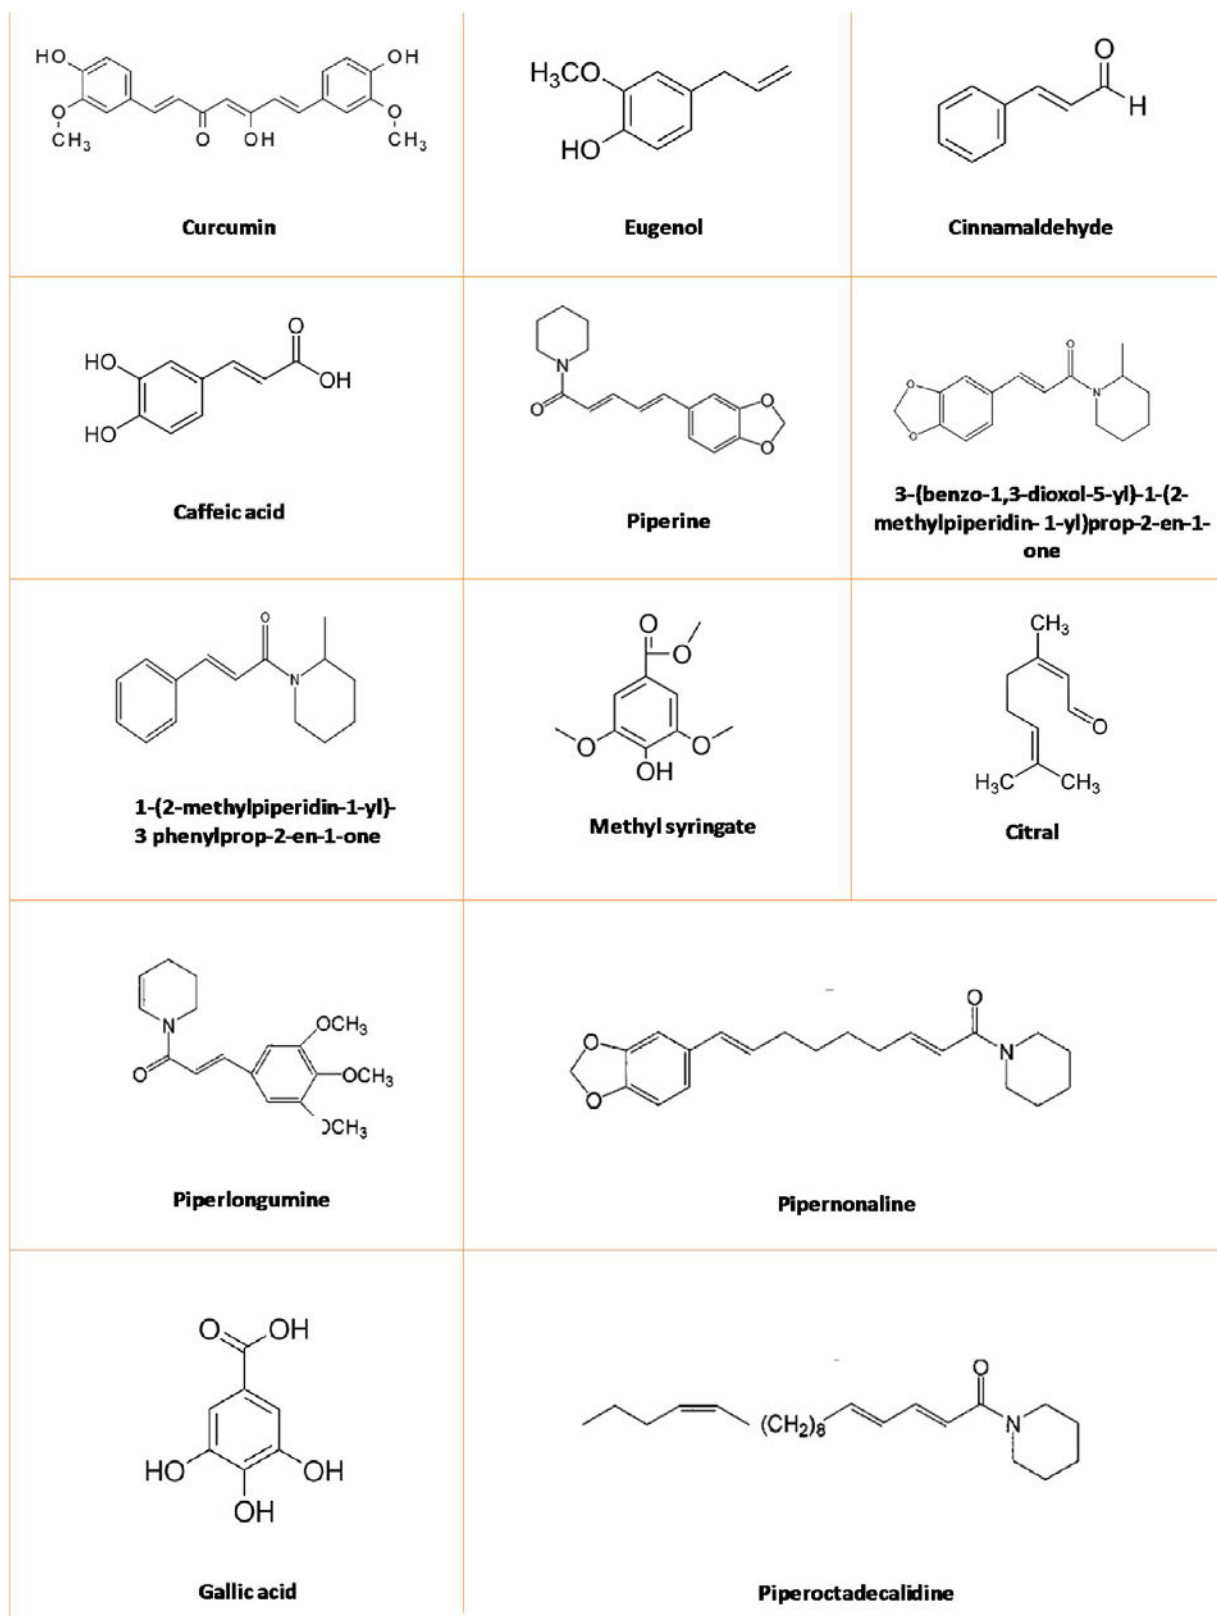 HO
OH
O
O
CH3
O
OH
CH3
Curcumin
H3CO
HO
Eugenol
O
H
Cinnamaldehyde
HO
HO
O
OH
Caffeic acid
N
O
O
O
Piperine
O
O
O
N
3-(benzo-1,3-dioxol-5-yl)-1-(2-
methylpiperidin- 1-yl)prop-2-en-1-
one
O
N
1-(2-methylpiperidin-1-yl)-
3 phenylprop-2-en-1-one
O
O
O
O
OH
Methyl syringate
CH3
O
H3C
CH3
Citral
N
O
OCH3
OCH3
OCH3
Piperlongumine
O
O
O
N
Pipernonaline
O
OH
HO
OH
OH
Gallic acid
(CH2)8
O
N
Piperoctadecalidine